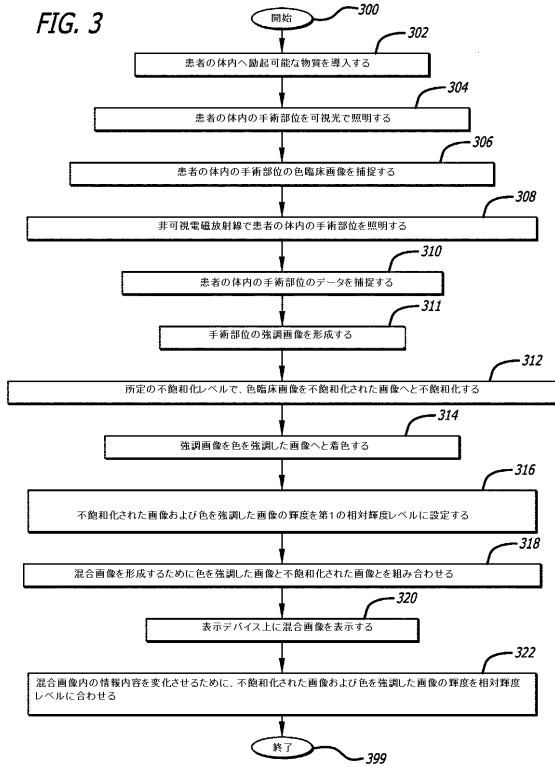 FIG. 3
開始
300
302
患者の体内へ励起可能な物質を導入する
304
患者の体内の手術部位を可視光で照明する
306
患者の体内の手術部位の色臨床画像を捕捉する
308
非可視電磁放射線で患者の体内の手術部位を照明する
310
患者の体内の手術部位のデータを捕捉する
311
手術部位の強調画像を形成する
312
所定の不飽和化レベルで、色臨床画像を不飽和化された画像へと不飽和化する
314
強調画像を色を強調した画像へと着色する
316
不飽和化された画像および色を強調した画像の輝度を第1の相対輝度レベルに設定する
318
混合画像を形成するために色を強調した画像と不飽和化された画像とを組み合わせる
320
表示デバイス上に混合画像を表示する
322
混合画像内の情報内容を変化させるために、不飽和化された画像および色を強調した画像の輝度を相対輝度
レベルに合わせる
終了
399